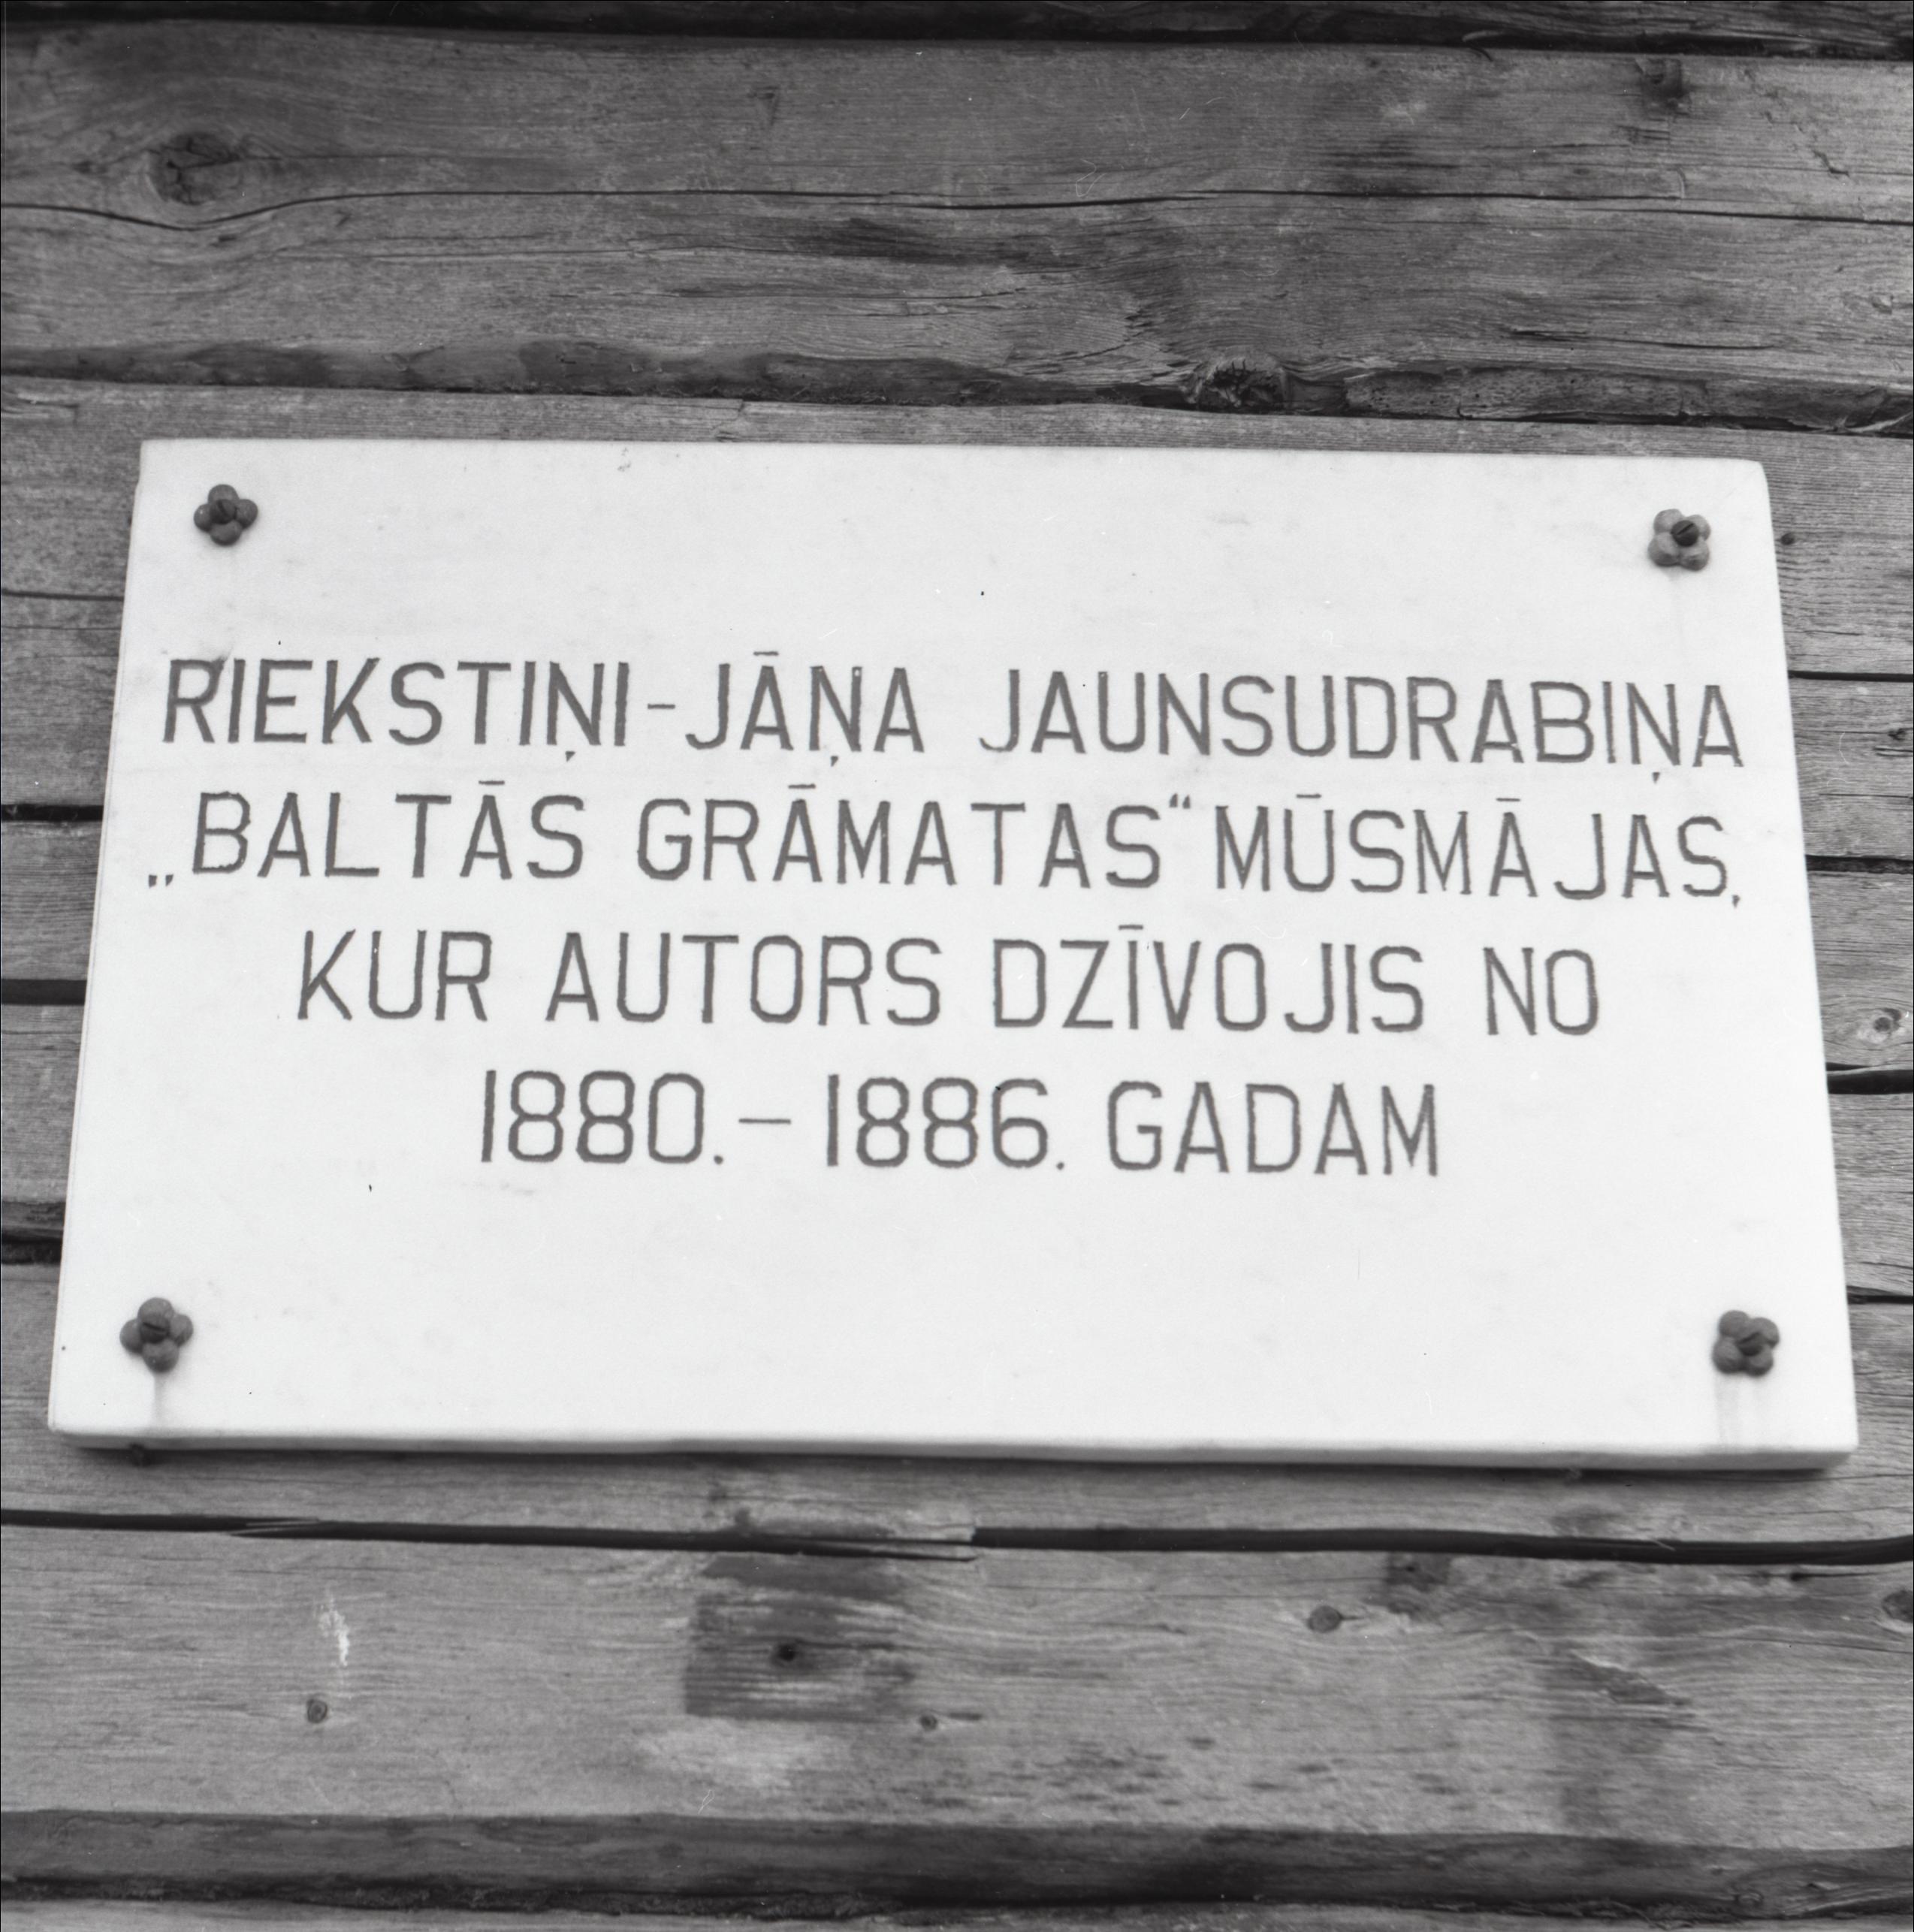 RIEKSTIŅI-JĀŅA JAUNSUDRABIŅA
„BALTĀS GRĀMATAS“ MŪSMĀJAS,
KUR AUTORS DZĪVOJIS NO
1880.– 1886. GADAM